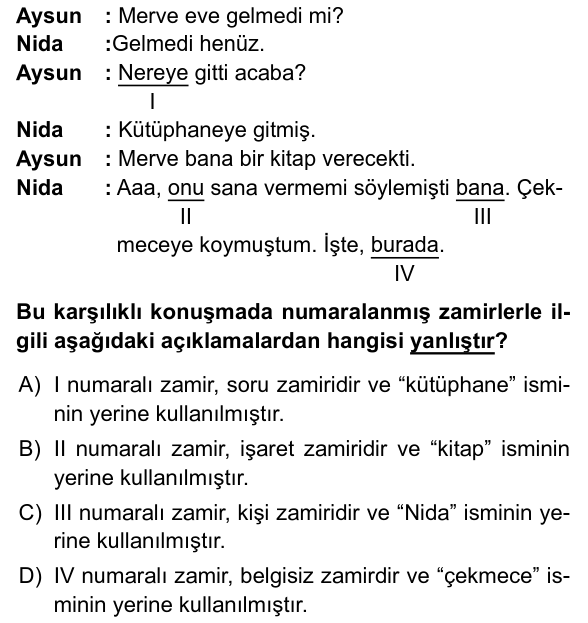 Aysun : Merve eve gelmedi mi?
Nida :Gelmedi henüz.
Aysun : Nereye gitti acaba?
I
Nida : Kütüphaneye gitmiş.
Aysun : Merve bana bir kitap verecekti.
Nida : Aaa, onu sana vermemi söylemişti bana. Çek-
II III
meceye koymuştum. İşte, burada.
IV
Bu karşılıklı konuşmada numaralanmış zamirlerle il-
gili aşağıdaki açıklamalardan hangisi yanlıştır?
A) I numaralı zamir, soru zamiridir ve “kütüphane” ismi-
nin yerine kullanılmıştır.
B) II numaralı zamir, işaret zamiridir ve “kitap” isminin
yerine kullanılmıştır.
C) III numaralı zamir, kişi zamiridir ve “Nida” isminin ye-
rine kullanılmıştır.
D) IV numaralı zamir, belgisiz zamirdir ve “çekmece” is-
minin yerine kullanılmıştır.